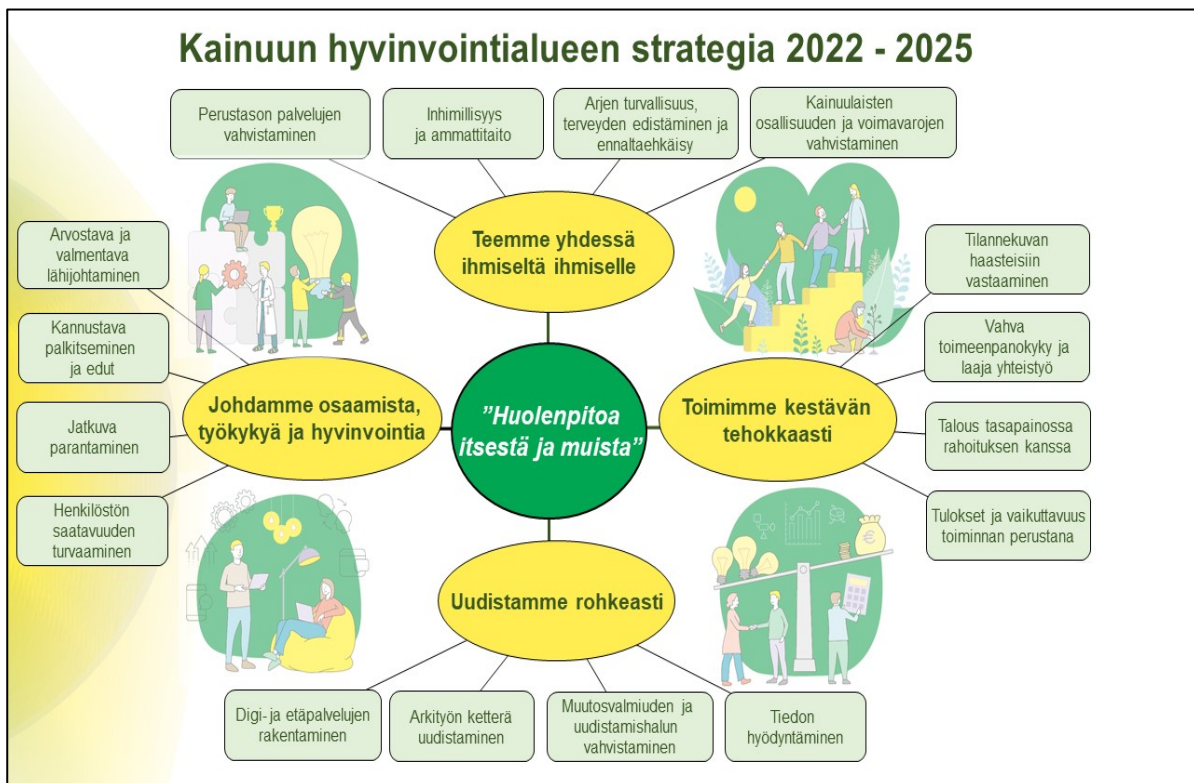 Kainuun hyvinvointialueen strategia 2022 - 2025
Perustason palvelujen
vahvistaminen
Inhimillisyys
ja ammattitaito
Arjen turvallisuus,
terveyden edistäminen ja
ennaltaehkäisy
Kainuulaisten
osallisuuden ja voimavarojen
vahvistaminen
Teemme yhdessä
ihmiseltä ihmiselle
Arvostava ja
valmentava
lähijohtaminen
Kannustava
palkitseminen
ja edut
Jatkuva
parantaminen
Henkilöstön
saatavuuden
turvaaminen
Johdamme osaamista,
työkykyä ja hyvinvointia
"Huolenpitoa
itsestä ja muista"
Toimimme kestävän
tehokkaasti
Tilannekuvan
haasteisiin
vastaaminen
Vahva
toimeenpanokyky ja
laaja yhteistyö
Talous tasapainossa
rahoituksen kanssa
Tulokset ja vaikuttavuus
toiminnan perustana
Uudistamme rohkeasti
Digi- ja etäpalvelujen
rakentaminen
Arkityön ketterä
uudistaminen
Muutosvalmiuden ja
uudistamishalun
vahvistaminen
Tiedon
hyödyntäminen